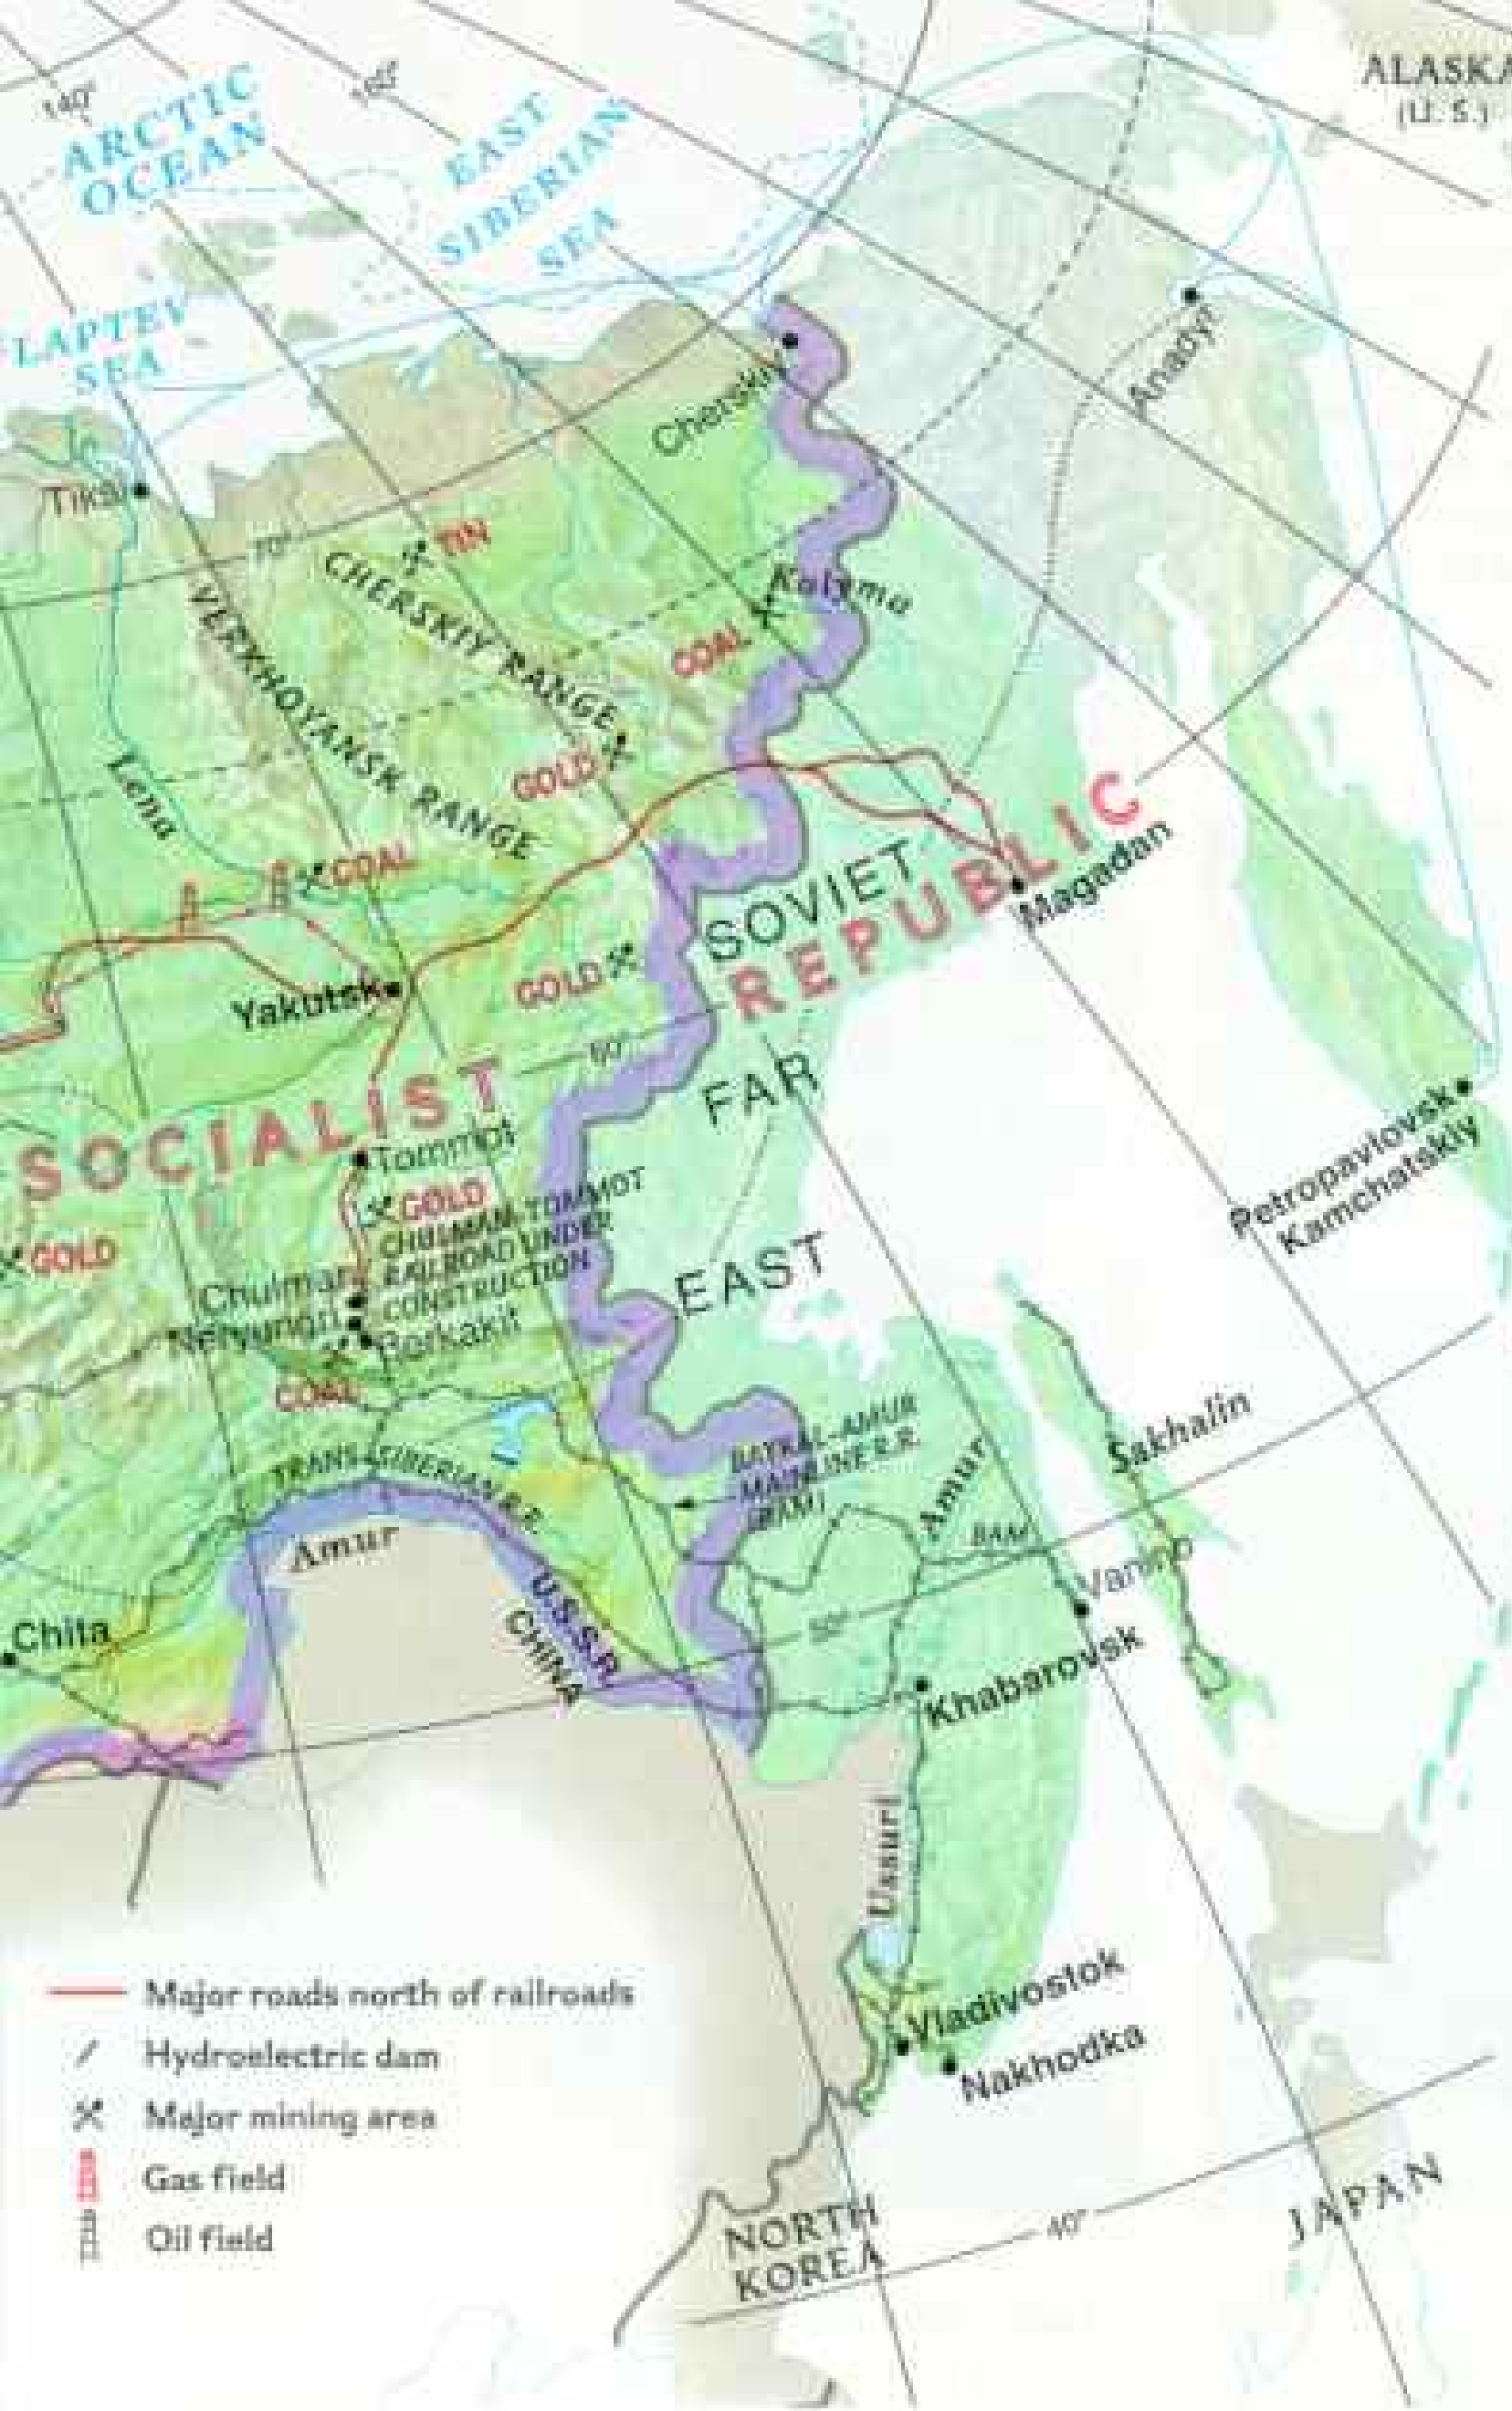 ALASKA
(U. S.)
140°
160°
ARCTIC
OCEAN
EAST
SIBERIAN
SEA
LAPTEV
SEA
Anadyr
Cherskiy
Tiksi
70°
TIN
CHERSKIY RANGE
VERKHOYANSK RANGE
Kolyma
COAL
GOLD
Lena
COAL
SOVIET
REPUBLIC
Magadan
GOLD
Yakutsk
60°
SOCIALIST
FAR
Tommot
GOLD
CHULMAN-TOMMOT
RAILROAD UNDER
CONSTRUCTION
GOLD
Petropavlovsk
Kamchatskiy
EAST
Chulman
Neryungri
Berkakit
COAL
Sakhalin
BAYKAL-AMUR
MAINLINE R.R.
(BAM)
TRANS-SIBERIAN R.R.
Amur
Amur
BAM
Vanino
U.S.S.R.
CHINA
50°
Chita
Khabarovsk
Ussuri
Vladivostok
Nakhodka
Major roads north of railroads
Hydroelectric dam
Major mining area
Gas field
Oil field
NORTH
KOREA
40°
JAPAN